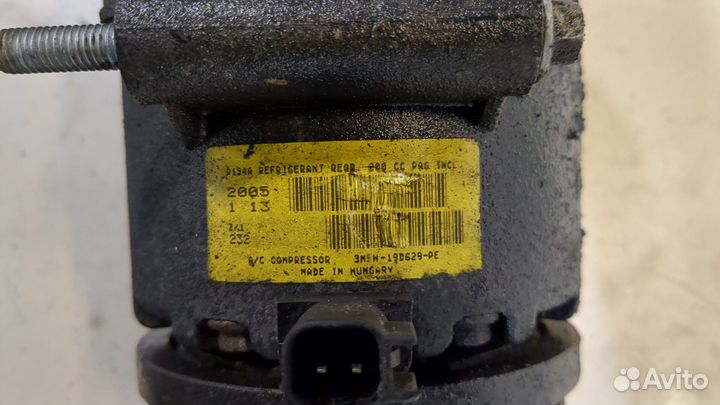 R134A REFRIGERANT REQD. 200 CC PAG INCL.
2005
1 13
232
A/C COMPRESSOR 3M5H-19D629-PE
MADE IN HUNGARY
Avito